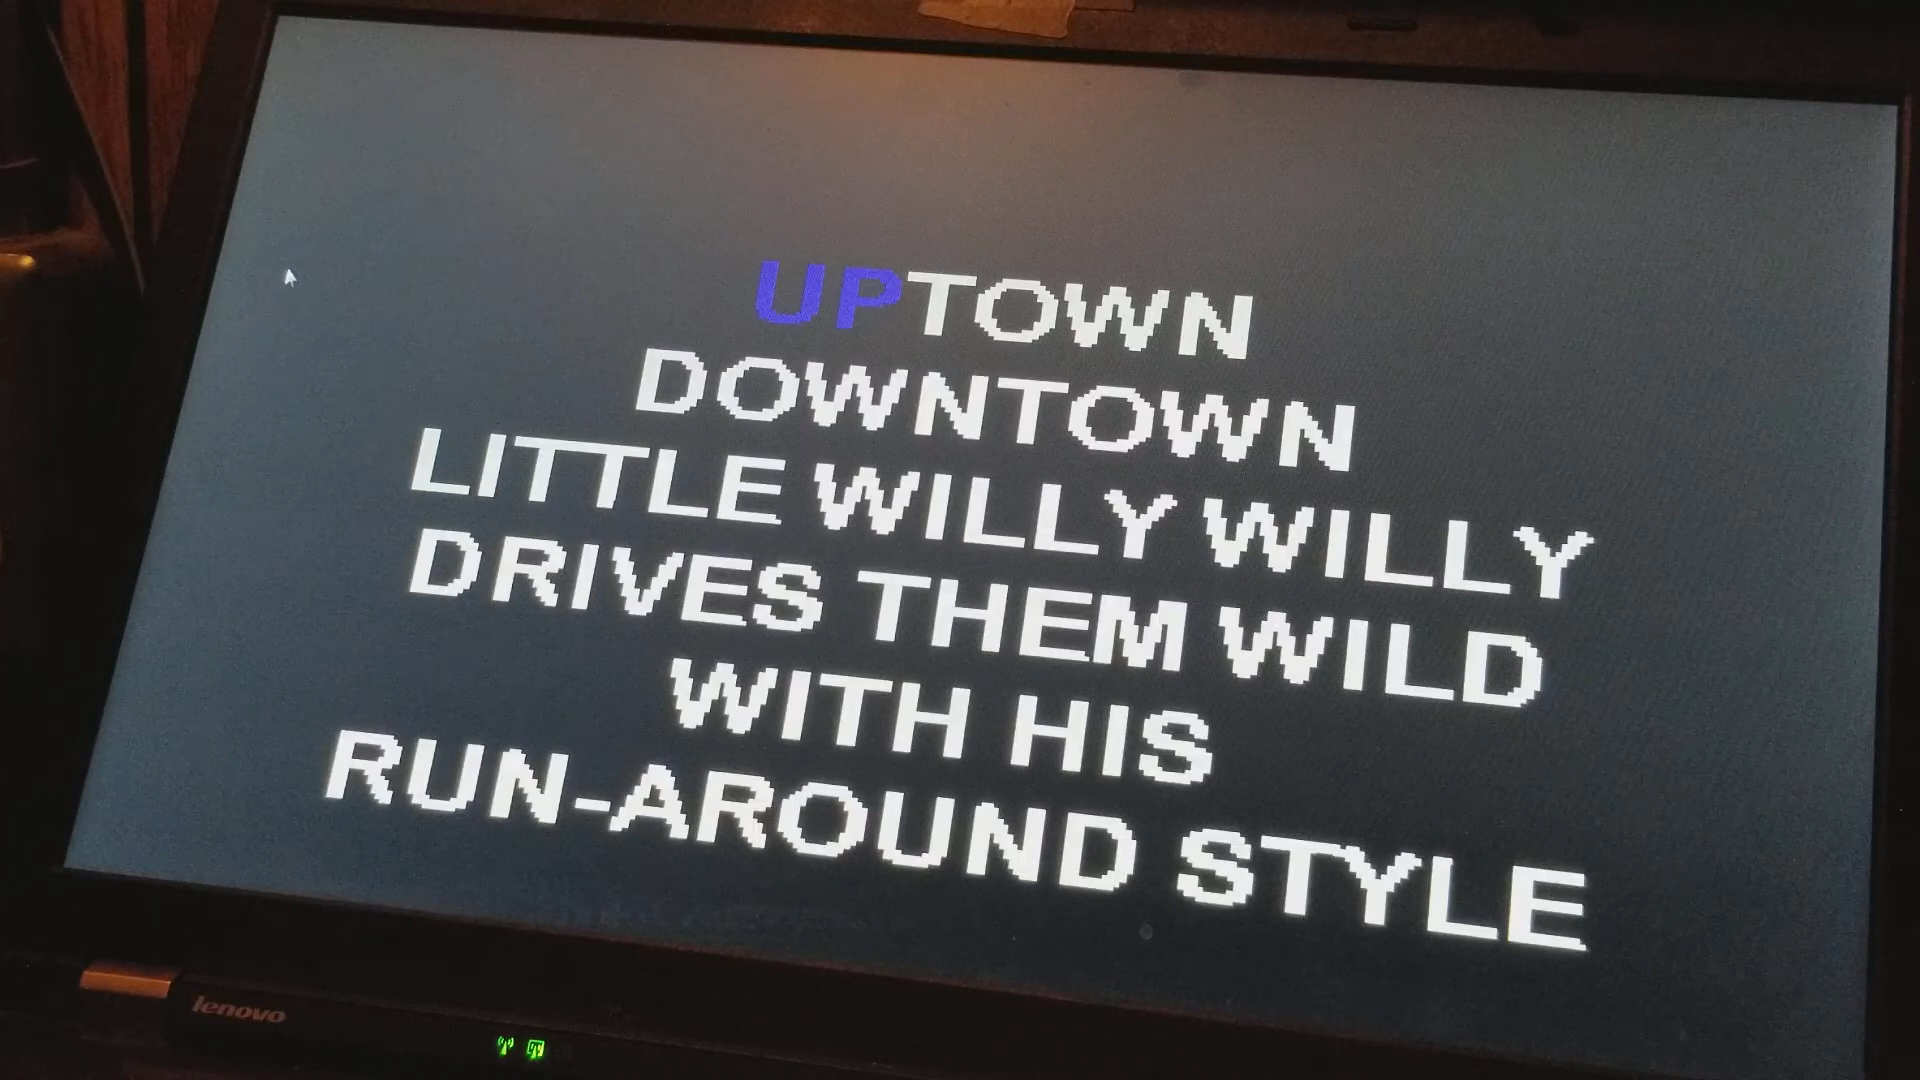 UPTOWN
DOWNTOWN
LITTLE WILLY WILLY
DRIVES THEM WILD
WITH HIS
RUN-AROUND STYLE
lenovo